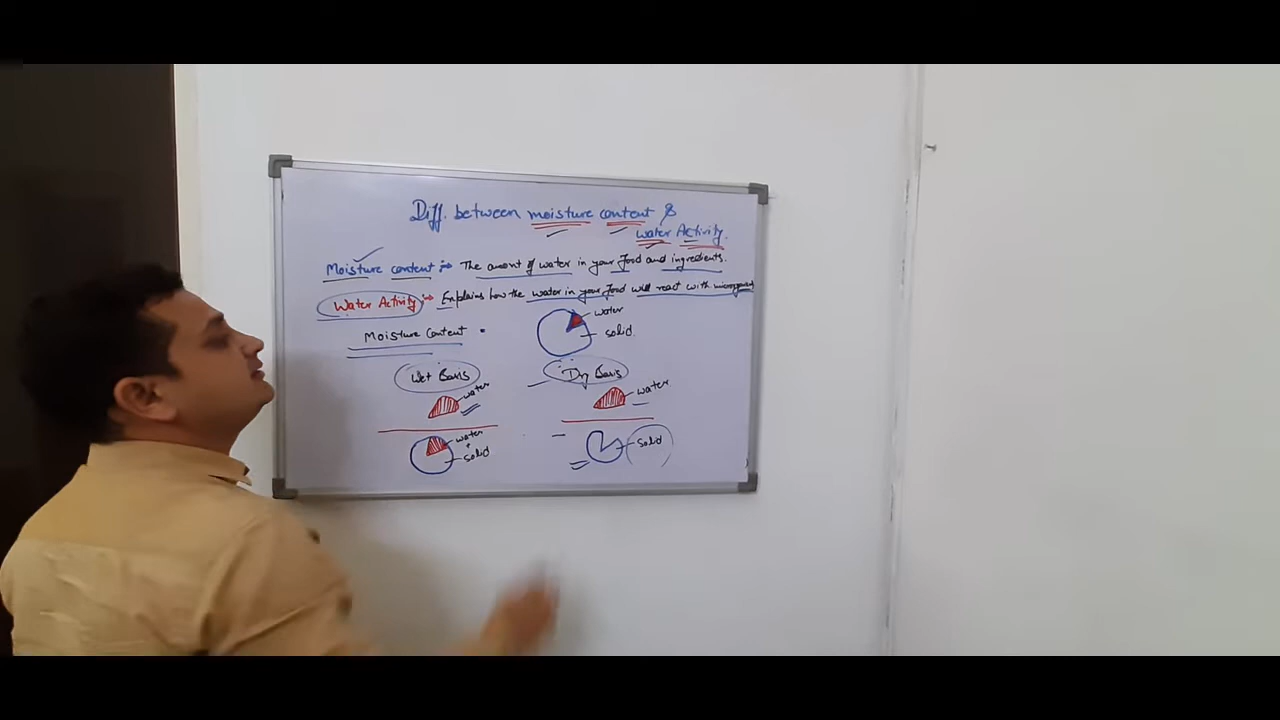 Diff. between moisture content &
water Activity.
Moisture content :⇒ The amont of water in your food and ingredients.
Water Activity :⇒ Explains how the water in your food will react with
Moisture Content
water
solid
Wet Basis
Dry Basis
water
water
water
+
solid
solid